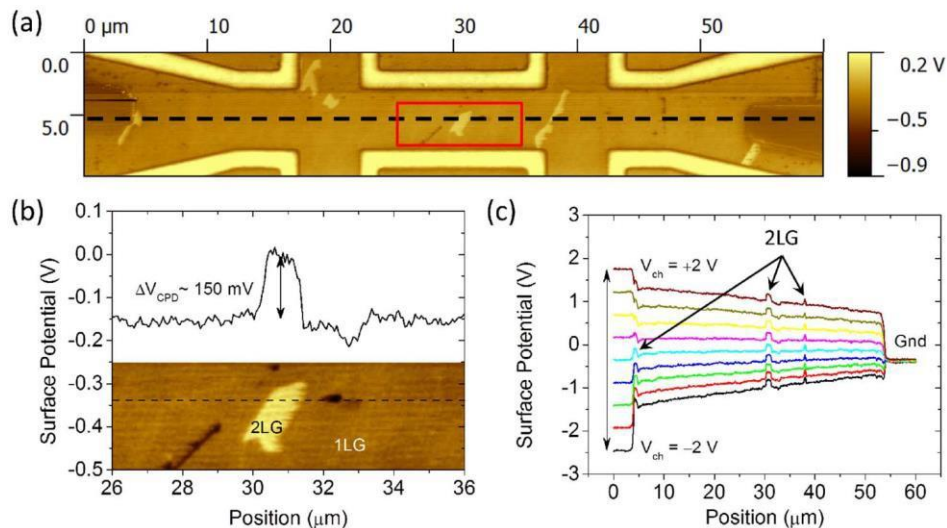 (a)
0 μm 10 20 30 40 50
0.0
5.0
0.2 V
−0.5
−0.9
(b)
0.1
0.0
-0.1
-0.2
-0.3
-0.4
-0.5
Surface Potential (V)
ΔV_CPD ~ 150 mV
2LG
1LG
26 28 30 32 34 36
Position (μm)
(c)
3
2
1
0
-1
-2
-3
Surface Potential (V)
2LG
V_ch = +2 V
Gnd
V_ch = −2 V
0 10 20 30 40 50 60
Position (μm)